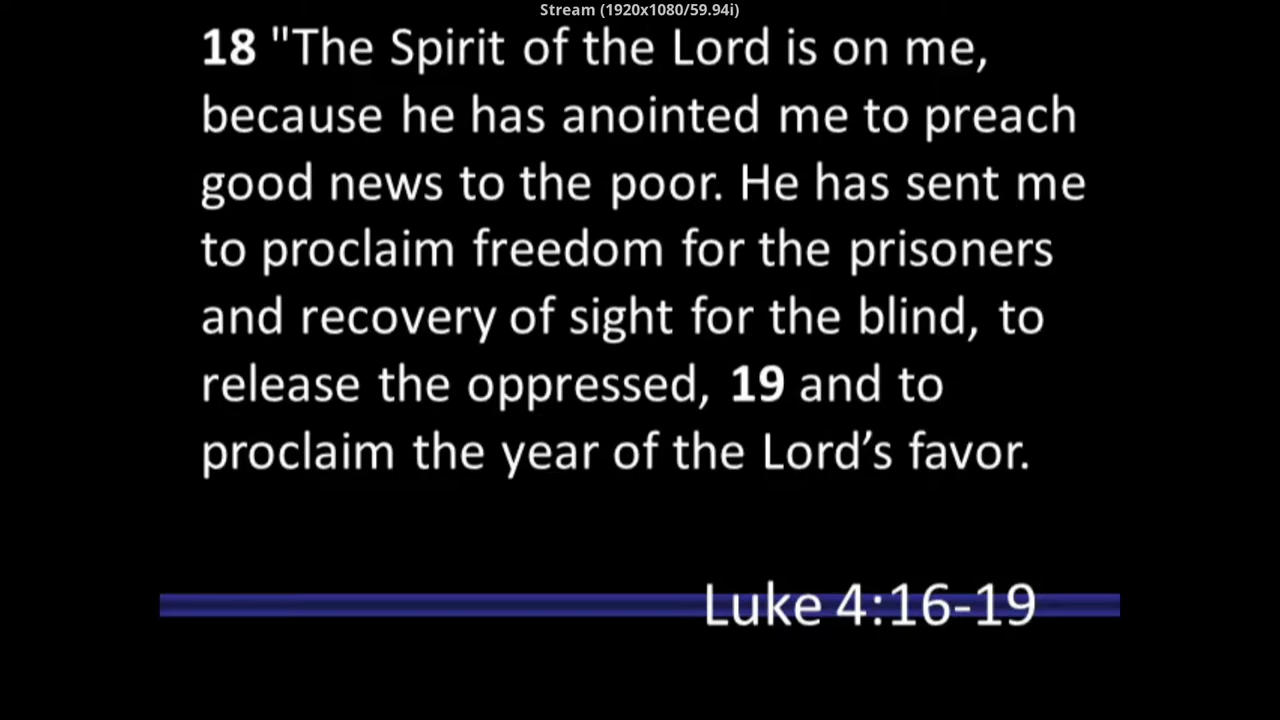 Stream (1920x1080/59.94i)
18 "The Spirit of the Lord is on me,
because he has anointed me to preach
good news to the poor. He has sent me
to proclaim freedom for the prisoners
and recovery of sight for the blind, to
release the oppressed, 19 and to
proclaim the year of the Lord’s favor.
Luke 4:16-19